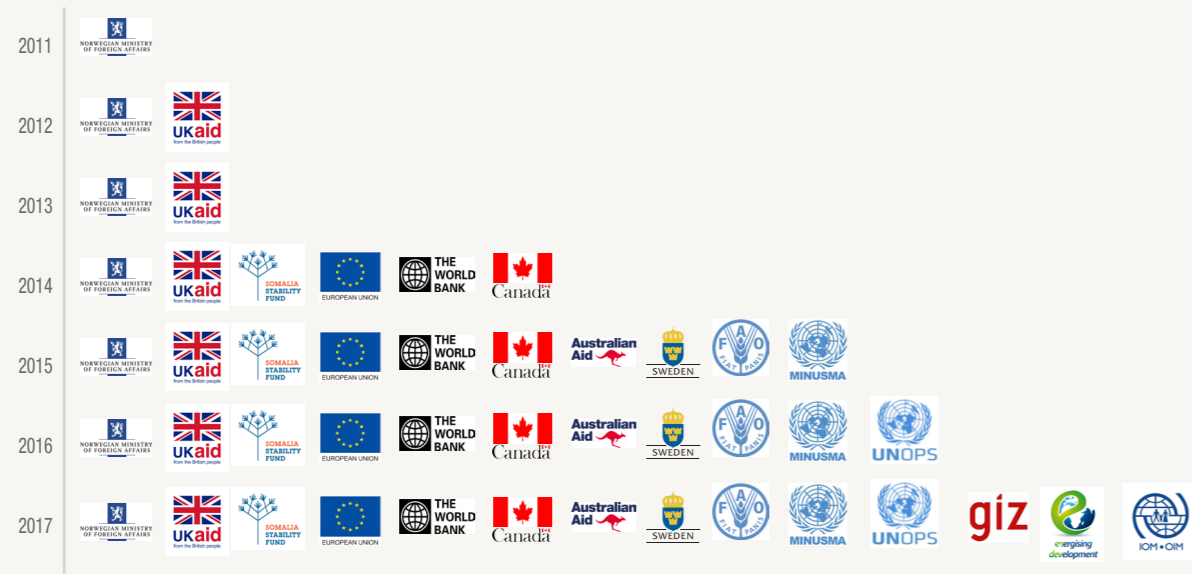 2011
NORWEGIAN MINISTRY
OF FOREIGN AFFAIRS
2012
NORWEGIAN MINISTRY
OF FOREIGN AFFAIRS
UKaid
from the British people
2013
NORWEGIAN MINISTRY
OF FOREIGN AFFAIRS
UKaid
from the British people
2014
NORWEGIAN MINISTRY
OF FOREIGN AFFAIRS
UKaid
from the British people
SOMALIA
STABILITY
FUND
EUROPEAN UNION
THE
WORLD
BANK
Canada
2015
NORWEGIAN MINISTRY
OF FOREIGN AFFAIRS
UKaid
from the British people
SOMALIA
STABILITY
FUND
EUROPEAN UNION
THE
WORLD
BANK
Canada
Australian
Aid
SWEDEN
F A O
FIAT PANIS
MINUSMA
2016
NORWEGIAN MINISTRY
OF FOREIGN AFFAIRS
UKaid
from the British people
SOMALIA
STABILITY
FUND
EUROPEAN UNION
THE
WORLD
BANK
Canada
Australian
Aid
SWEDEN
F A O
FIAT PANIS
MINUSMA
UNOPS
2017
NORWEGIAN MINISTRY
OF FOREIGN AFFAIRS
UKaid
from the British people
SOMALIA
STABILITY
FUND
EUROPEAN UNION
THE
WORLD
BANK
Canada
Australian
Aid
SWEDEN
F A O
FIAT PANIS
MINUSMA
UNOPS
giz
energising
development
IOM • OIM